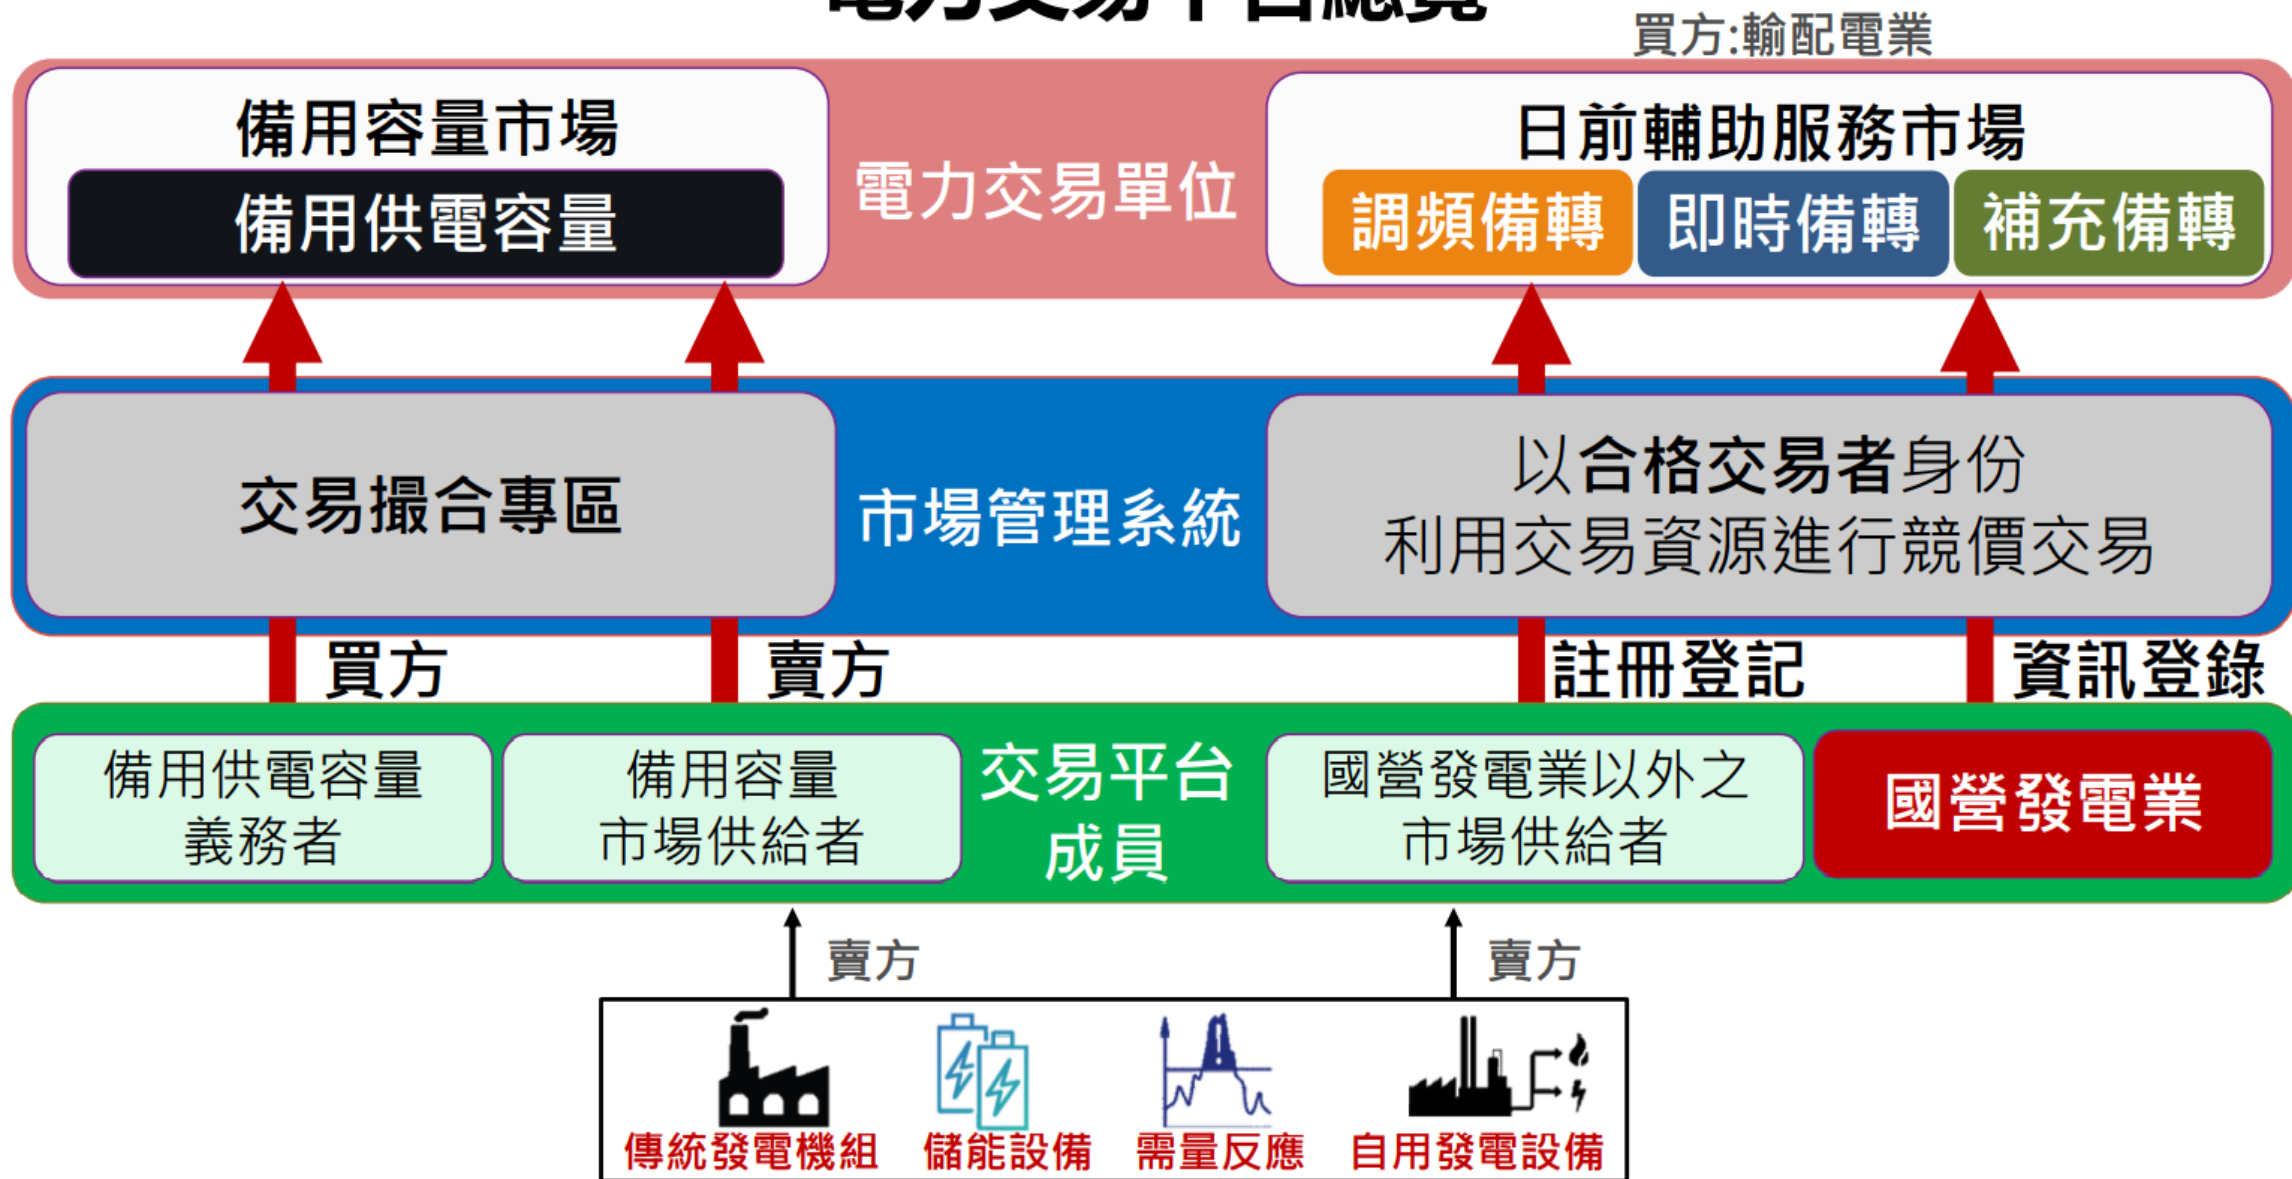 電力交易平台總覽
買方:輸配電業
備用容量市場
備用供電容量
電力交易單位
日前輔助服務市場
調頻備轉
即時備轉
補充備轉
交易撮合專區
市場管理系統
以合格交易者身份
利用交易資源進行競價交易
買方
賣方
註冊登記
資訊登錄
備用供電容量
義務者
備用容量
市場供給者
交易平台
成員
國營發電業以外之
市場供給者
國營發電業
賣方
賣方
傳統發電機組
儲能設備
需量反應
自用發電設備